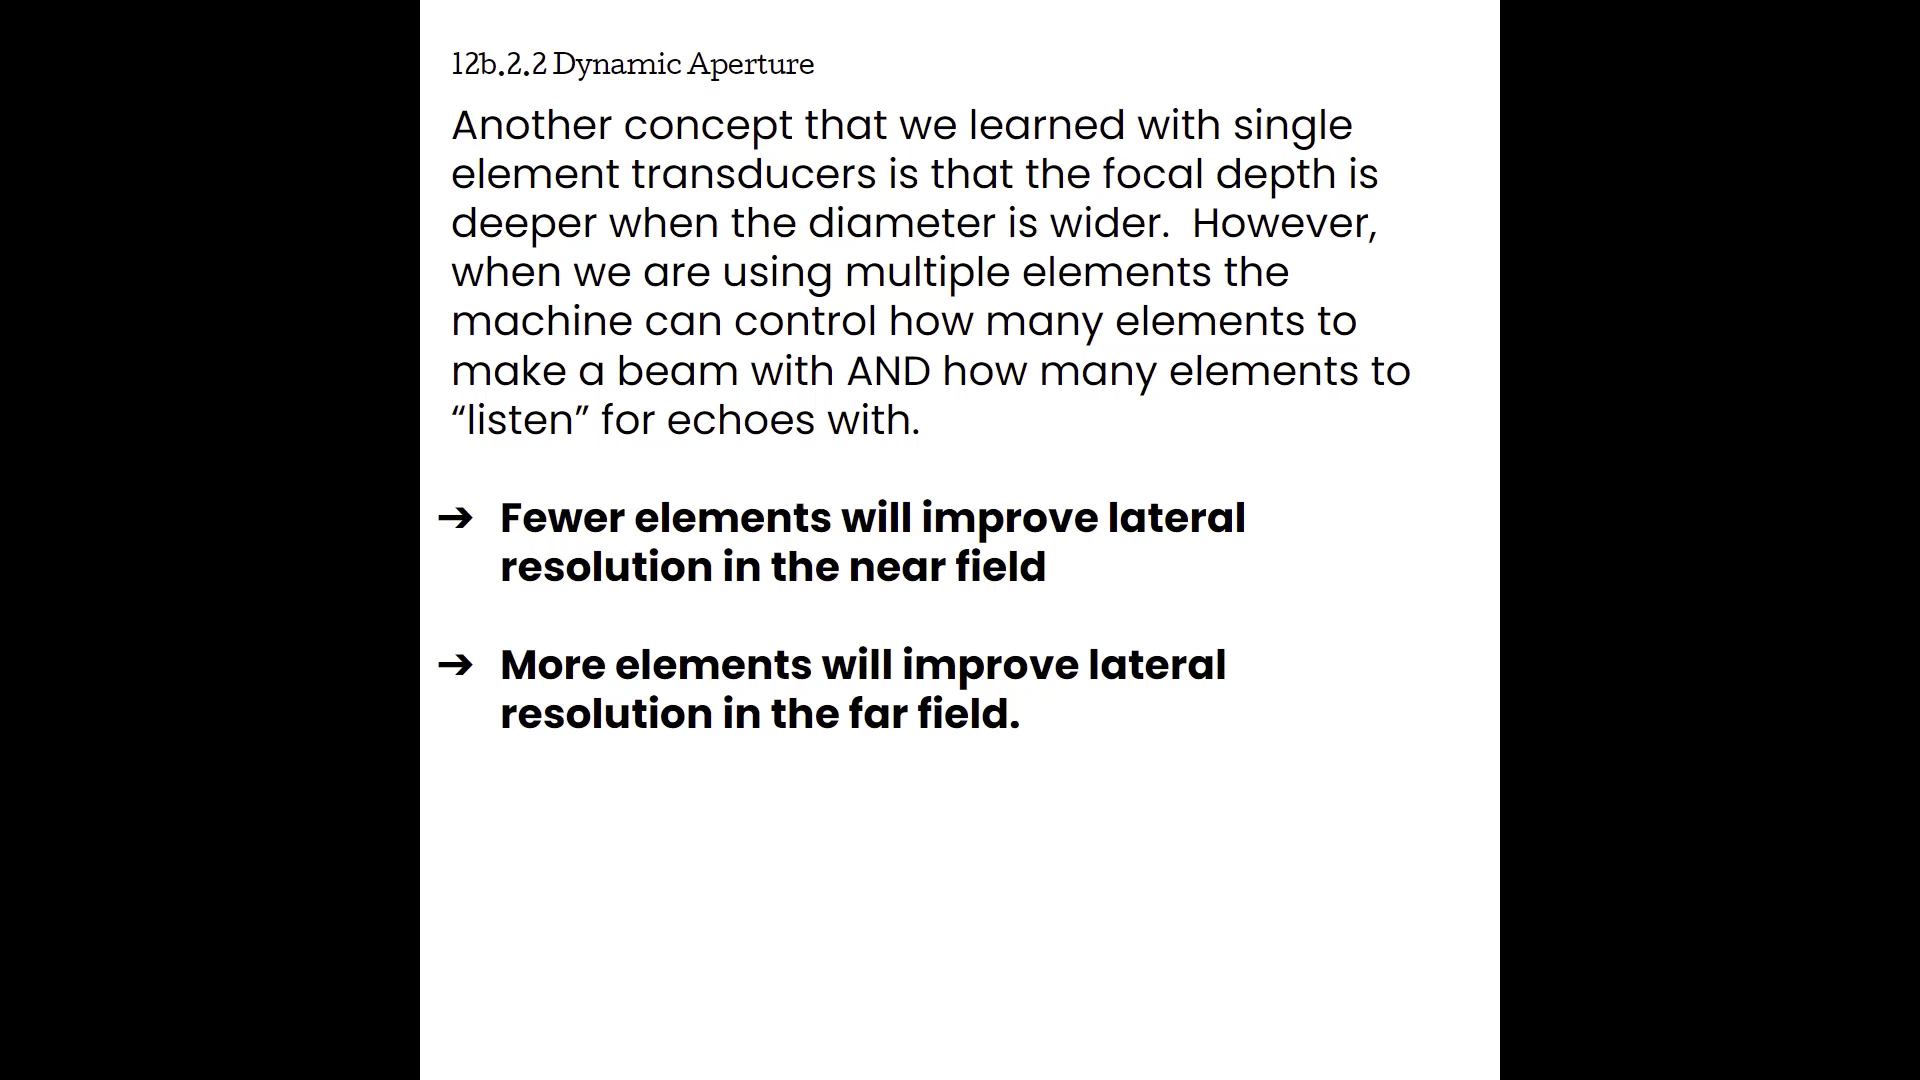 12b.2.2 Dynamic Aperture
Another concept that we learned with single
element transducers is that the focal depth is
deeper when the diameter is wider.  However,
when we are using multiple elements the
machine can control how many elements to
make a beam with AND how many elements to
“listen” for echoes with.
➔ Fewer elements will improve lateral
resolution in the near field
➔ More elements will improve lateral
resolution in the far field.